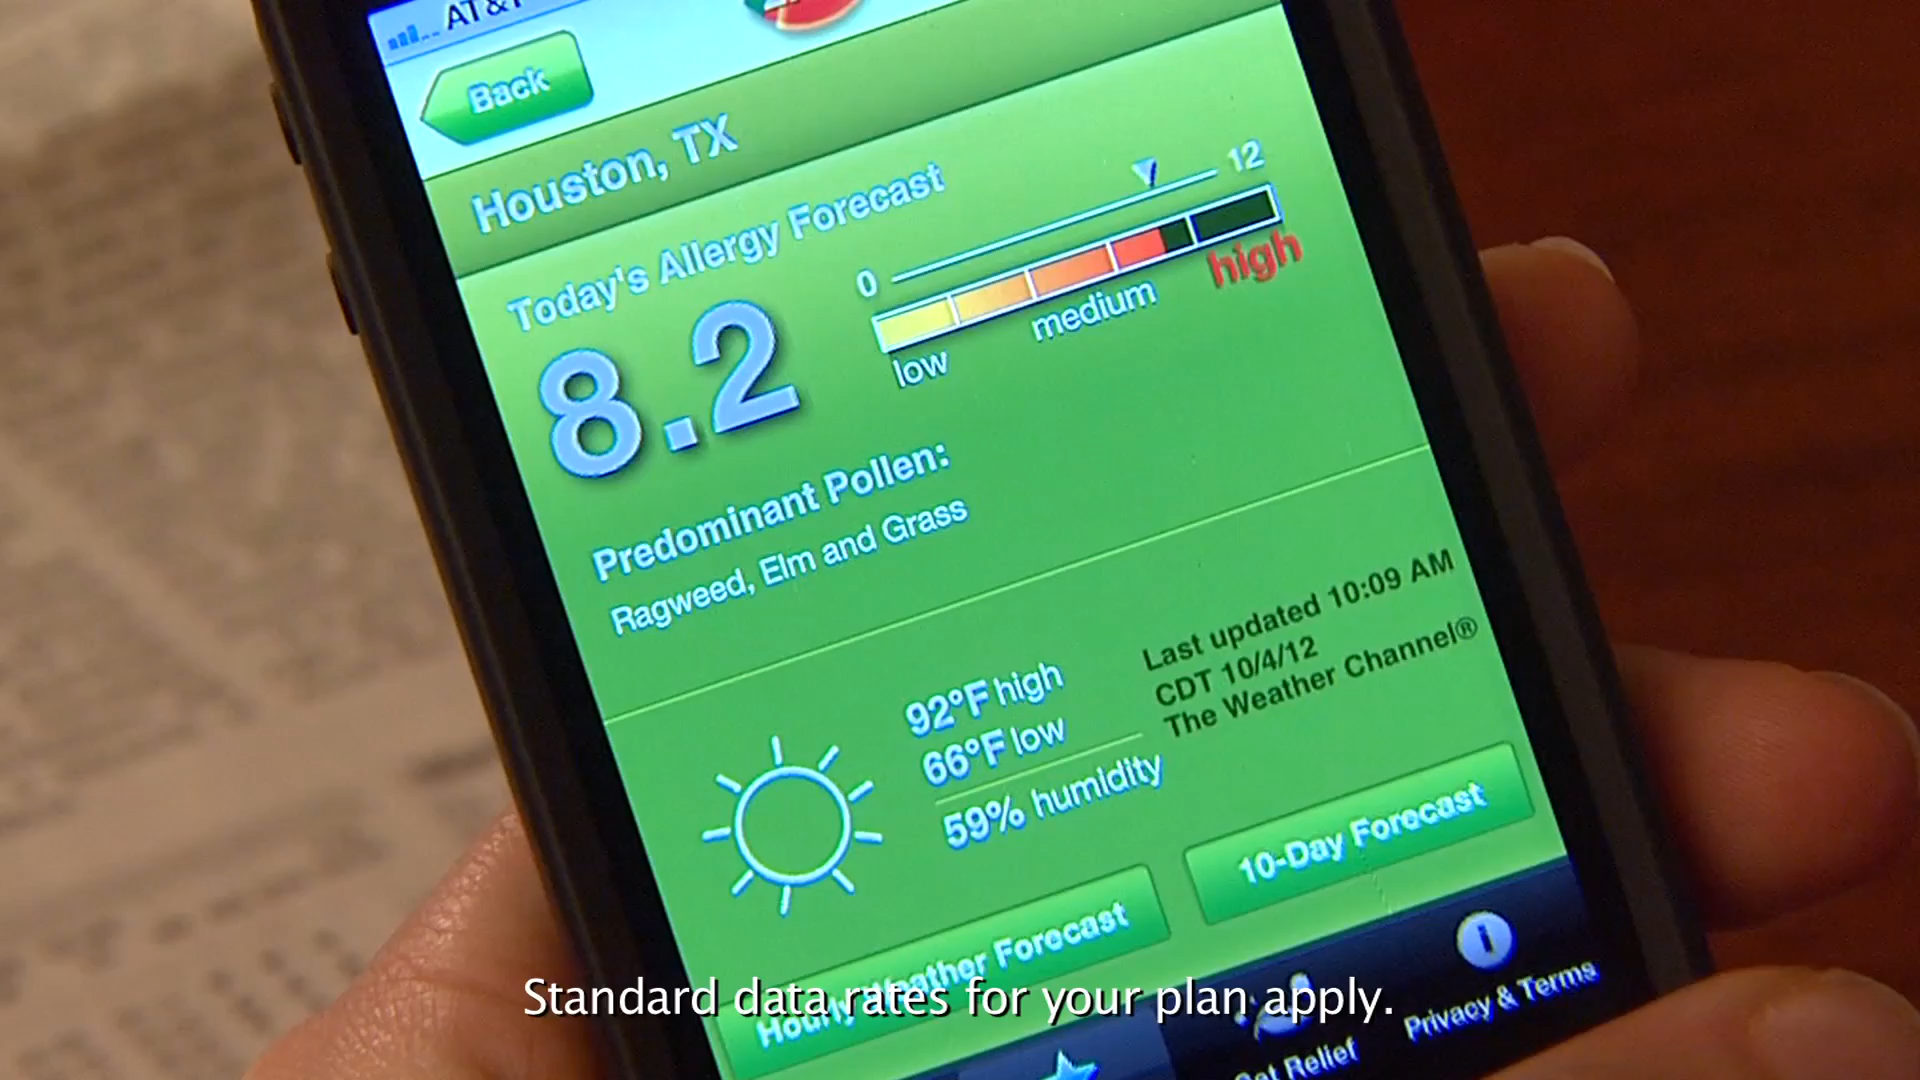 AT&T
Back
Houston, TX
Today's Allergy Forecast
8.2
0
12
low
medium
high
Predominant Pollen:
Ragweed, Elm and Grass
92°F high
66°F low
59% humidity
Last updated 10:09 AM
CDT 10/4/12
The Weather Channel®
10-Day Forecast
Hourly Weather Forecast
Standard data rates for your plan apply.
Get Relief
Privacy & Terms